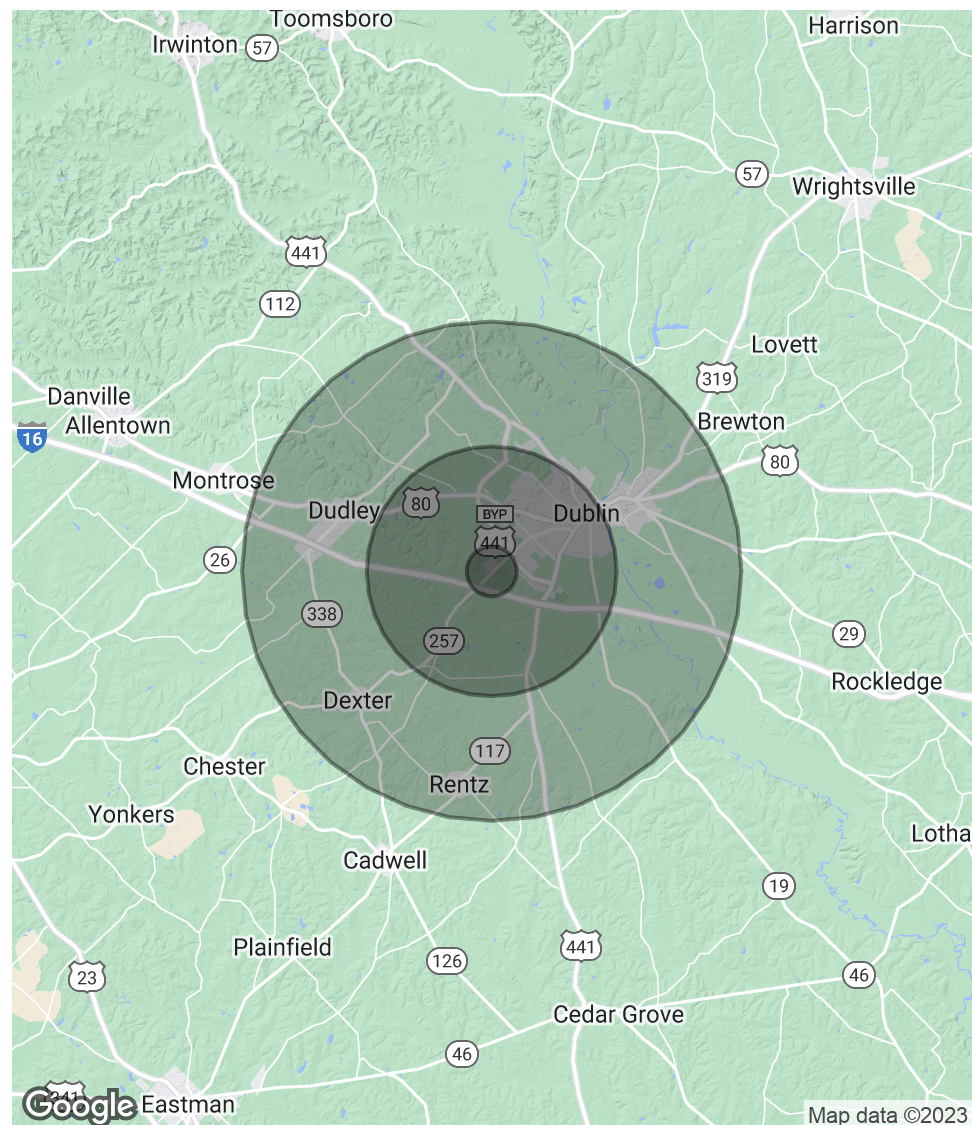 Toomsboro
Harrison
Irwinton
57
57
Wrightsville
441
112
Lovett
319
Danville
Allentown
Brewton
16
80
Montrose
80
Dudley
BYP
Dublin
441
26
338
29
257
Rockledge
Dexter
117
Chester
Rentz
Yonkers
Lotha
Cadwell
19
Plainfield
441
126
46
23
Cedar Grove
46
341
Google
Eastman
Map data ©2023